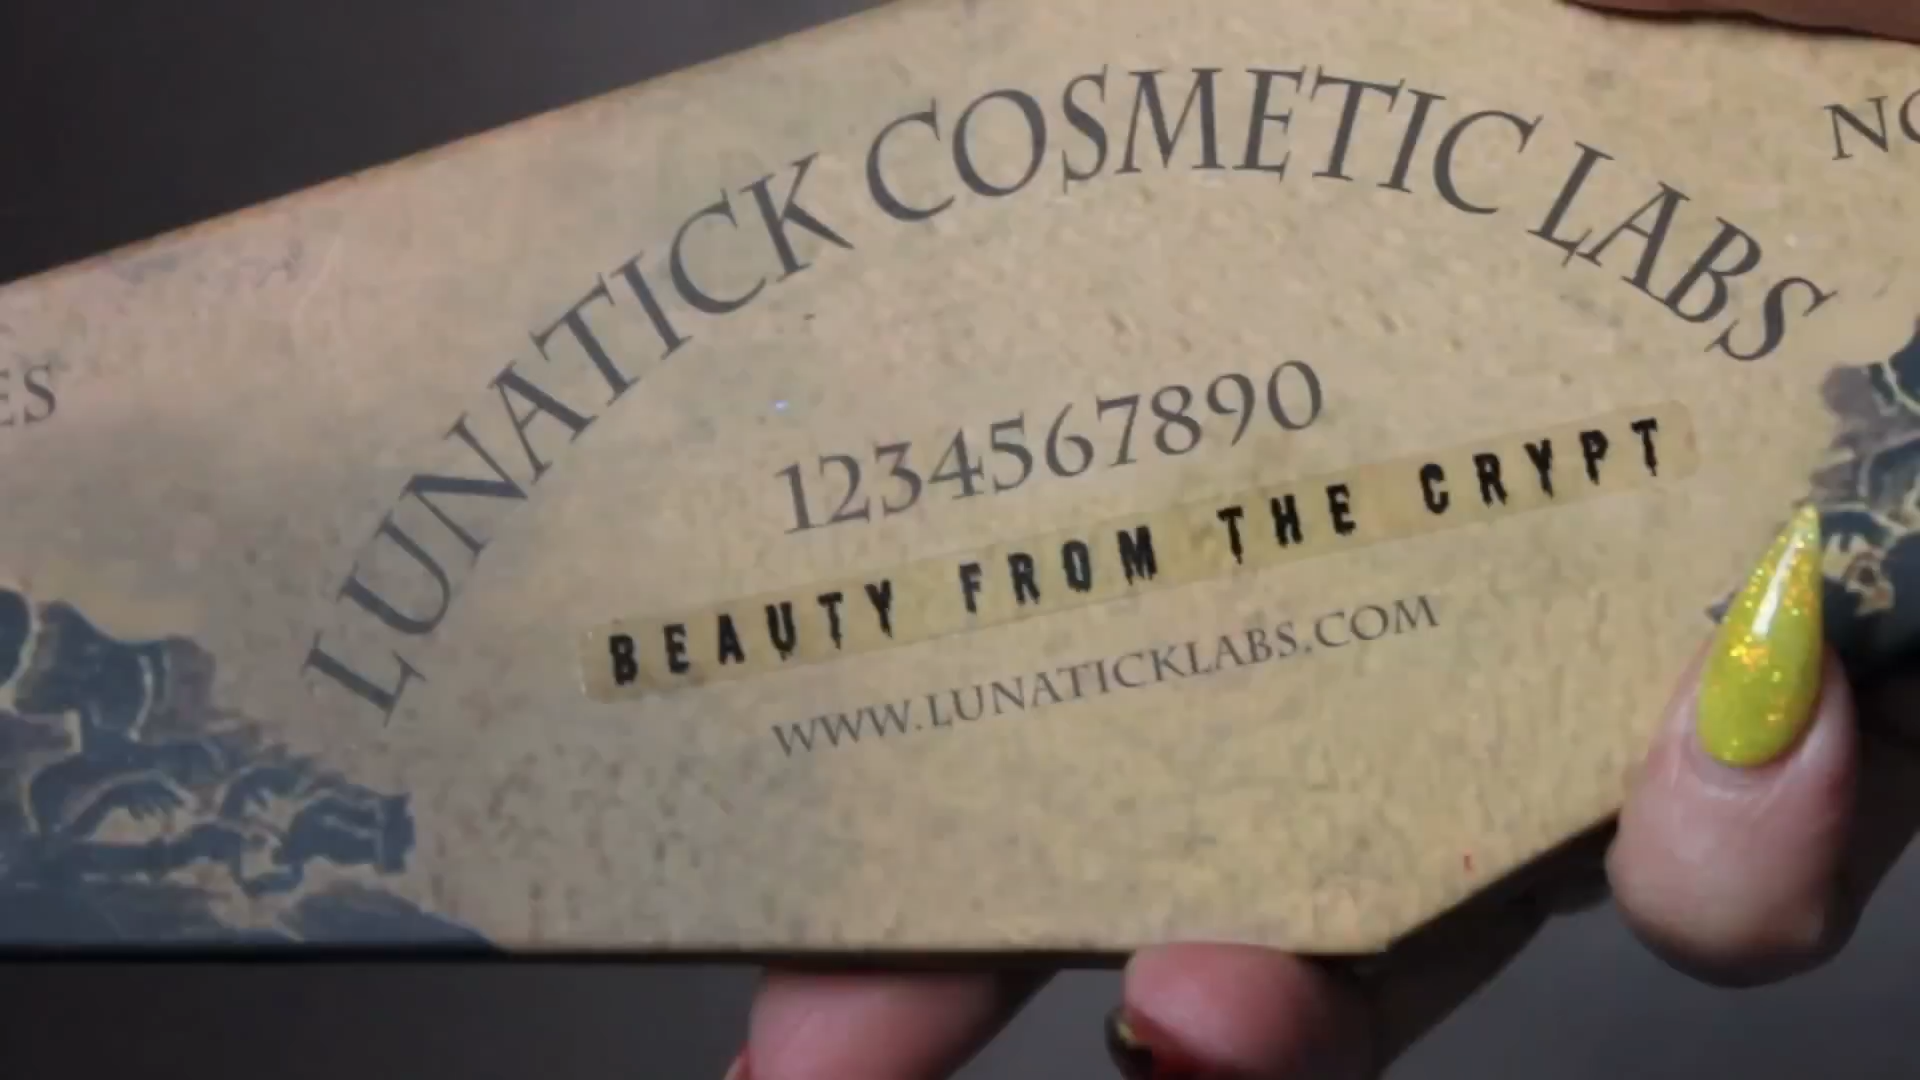 LUNATICK COSMETIC LABS
1234567890
BEAUTY FROM THE CRYPT
WWW.LUNATICKLABS.COM